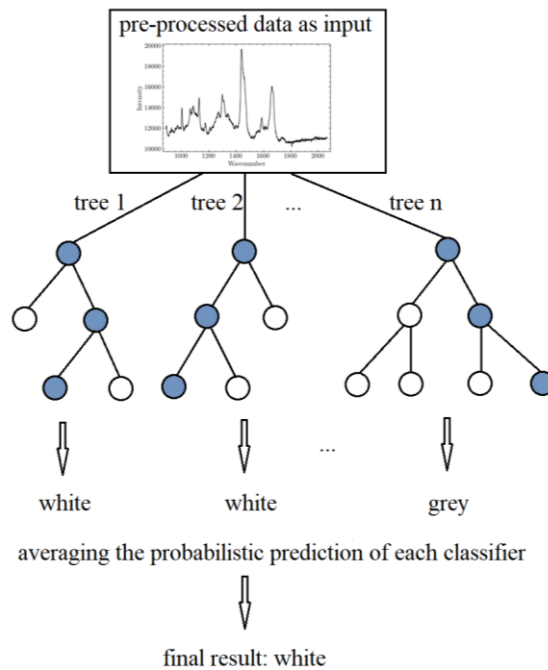 pre-processed data as input
20000
18000
16000
14000
12000
10000
Intensity
1000 1200 1400 1600 1800 2000
Wavenumber
tree 1 tree 2 ... tree n
...
white white grey
averaging the probabilistic prediction of each classifier
final result: white